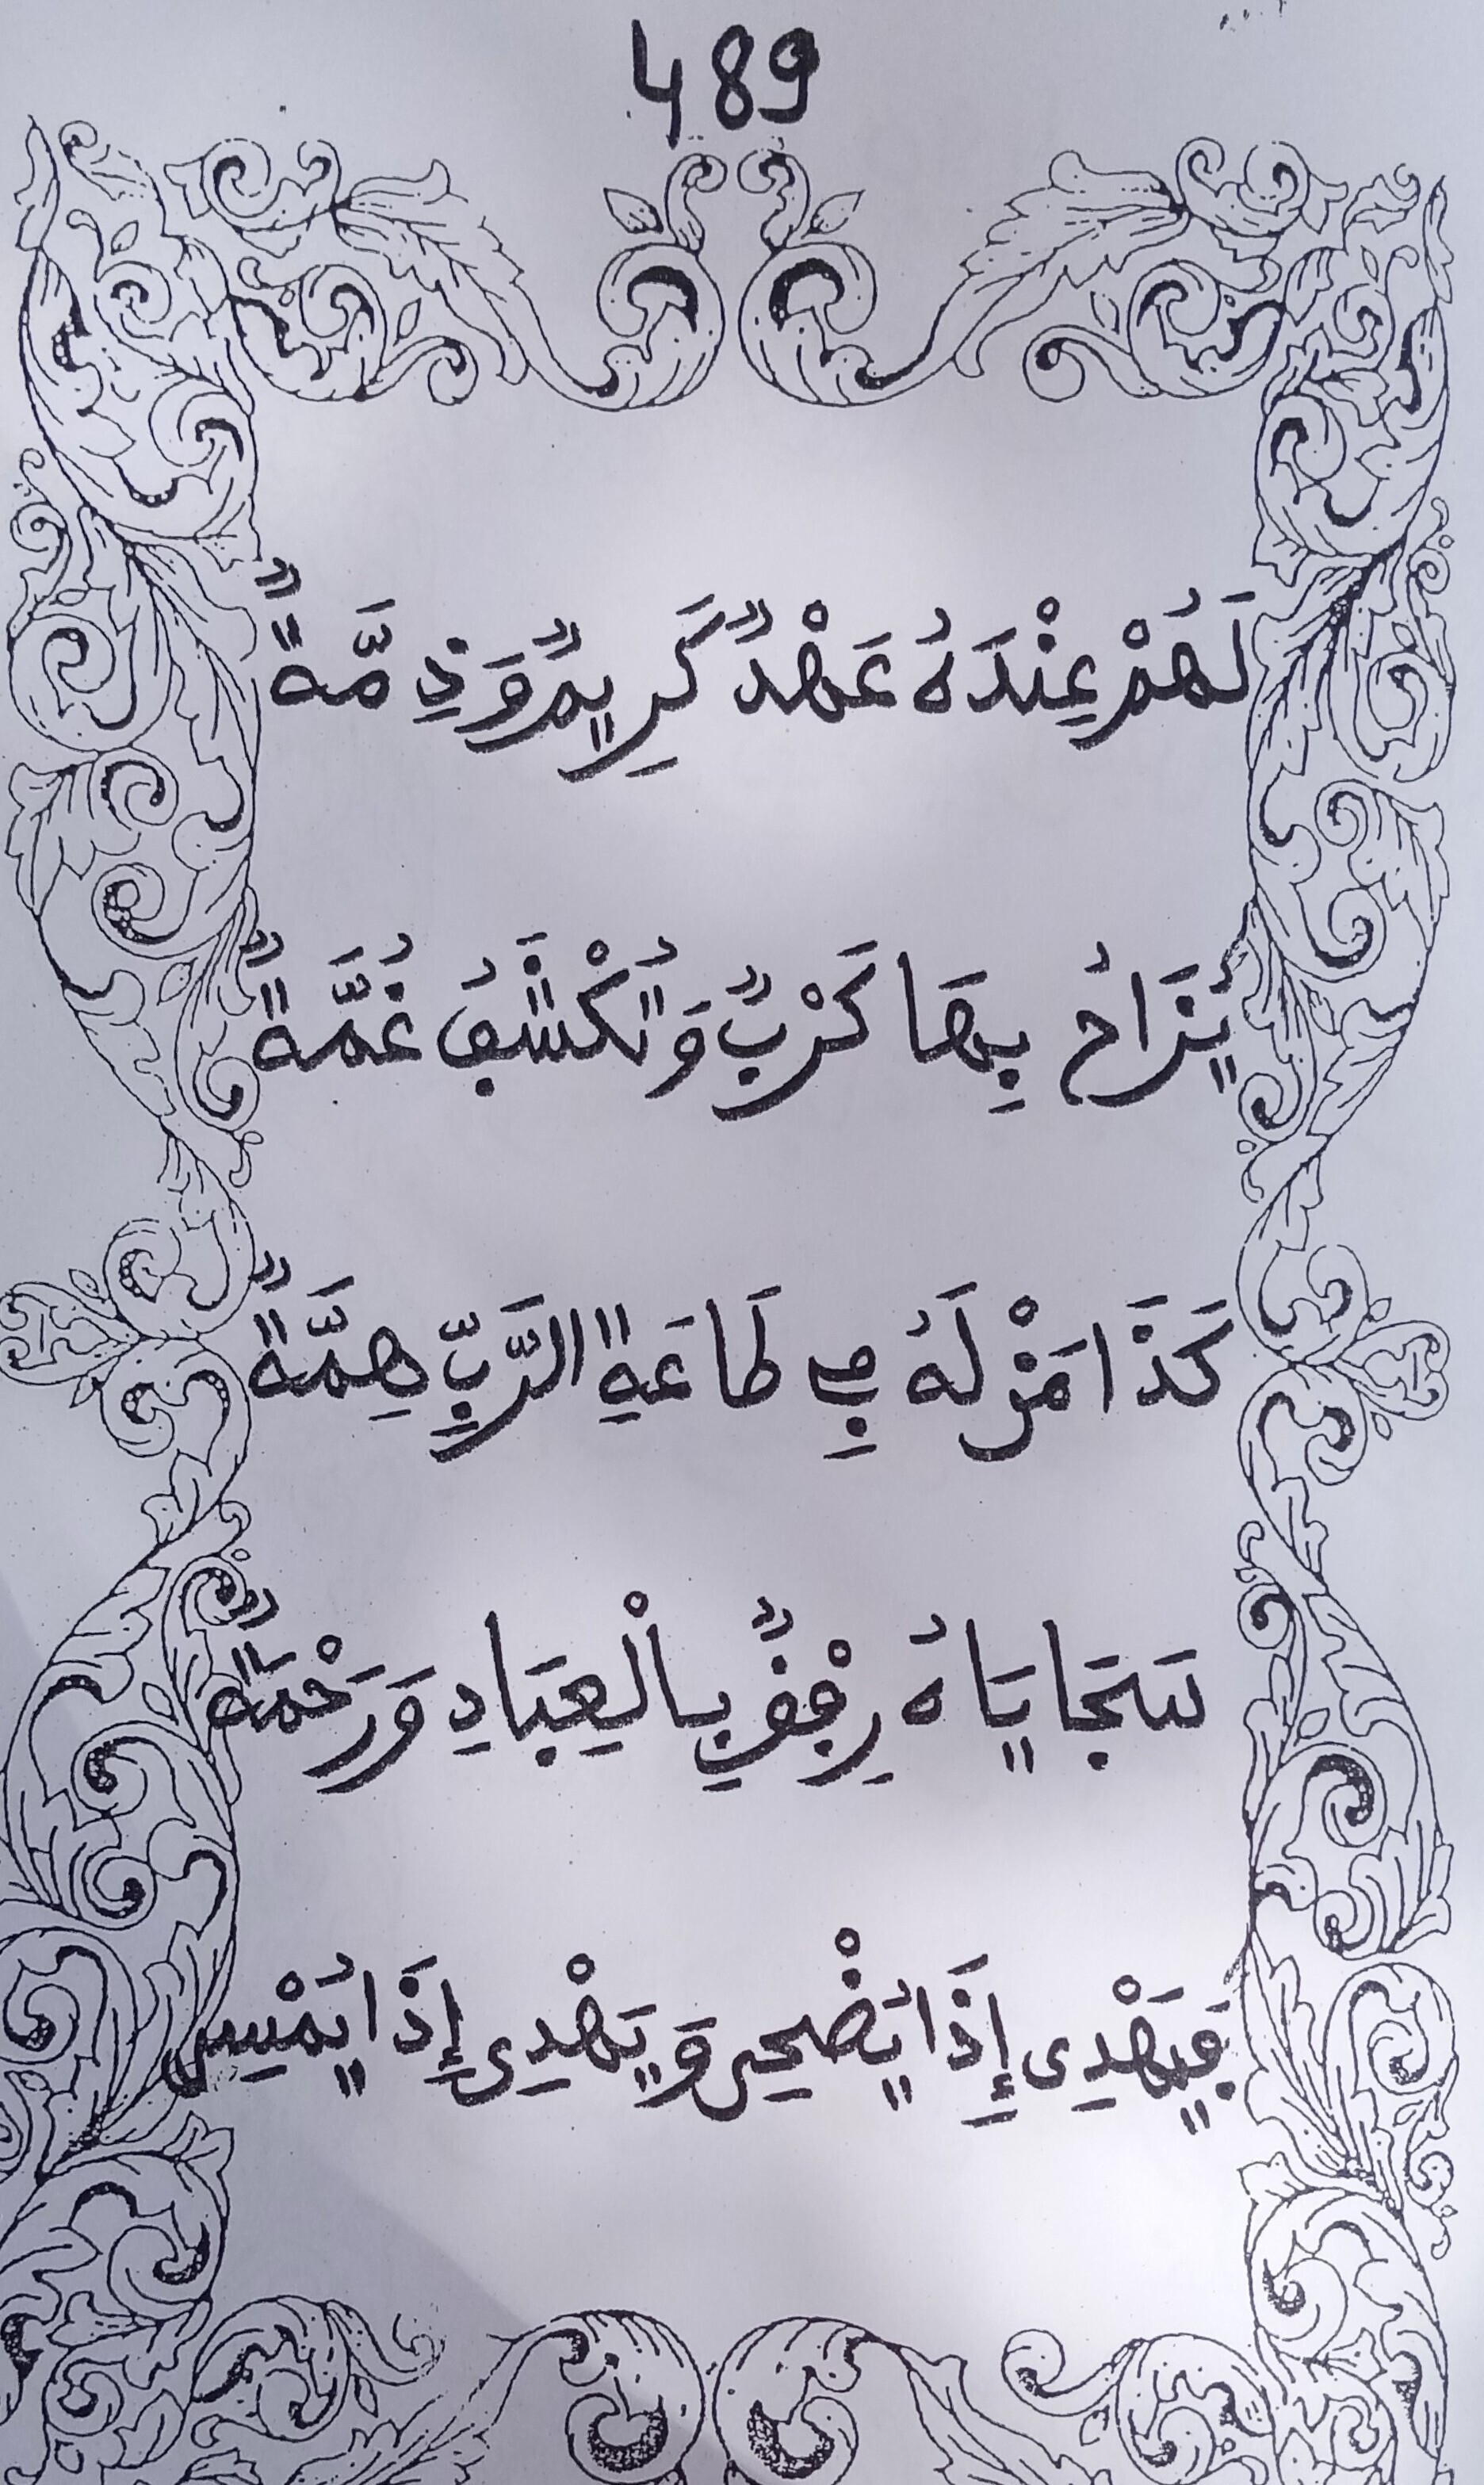 489
لَهُمْ عِنْدَهُ عَهْدٌ كَرِيمٌ وَذِمَّةٌ
يُزَاحُ بِهَا كَرْبٌ وَتُكْشَفُ غُمَّةٌ
كَذَا مَنْ لَهُ فِي طَاعَةِ الرَّبِّ هِمَّةٌ
سَجَايَاهُ رِفْقٌ بِالْعِبَادِ وَرَحْمَةٌ
فَيَهْدِى إِذَا يُضْحِى وَيَهْدِى إِذَا يُمْسِى